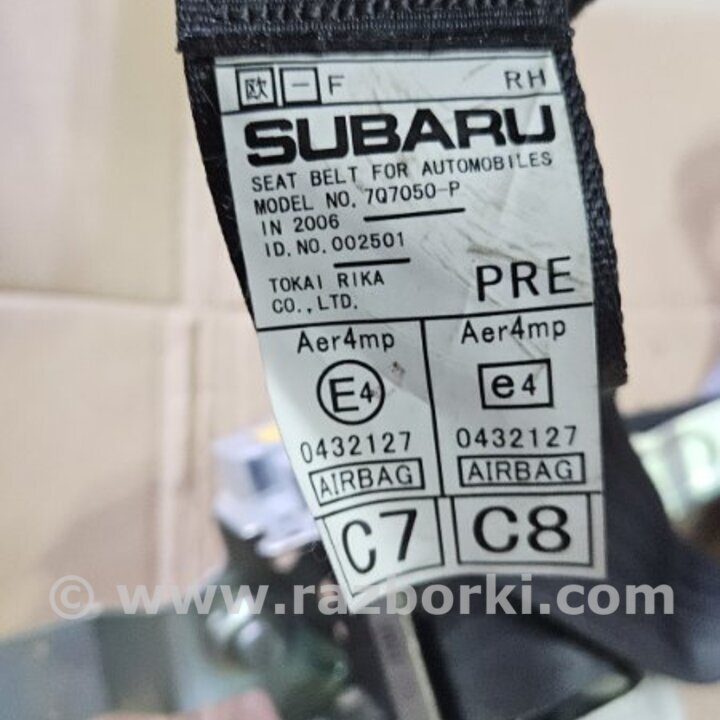 欧 一 F RH
SUBARU
SEAT BELT FOR AUTOMOBILES
MODEL NO. 7Q7050-P
IN 2006
ID. NO. 002501
TOKAI RIKA
CO., LTD.
PRE
Aer4mp Aer4mp
E4 e4
0432127 0432127
AIRBAG AIRBAG
C7 C8
© www.razborki.com